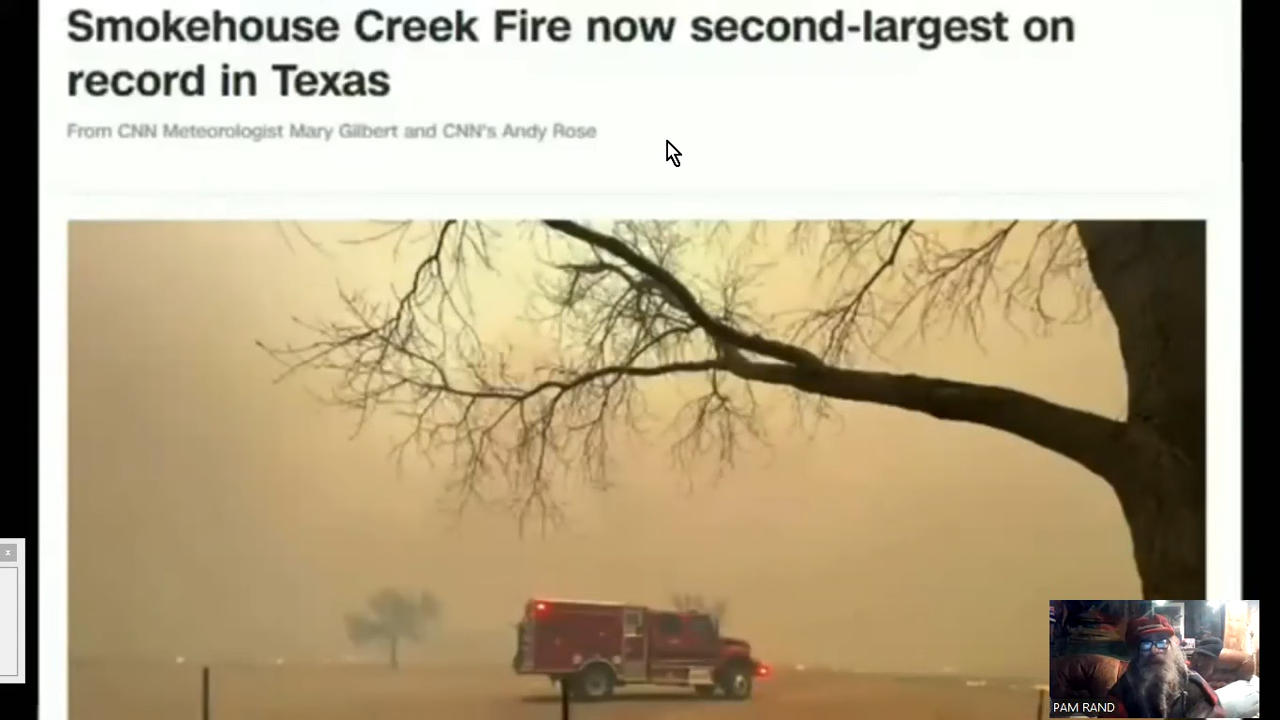 Smokehouse Creek Fire now second-largest on
record in Texas
From CNN Meteorologist Mary Gilbert and CNN's Andy Rose
x
PAM RAND